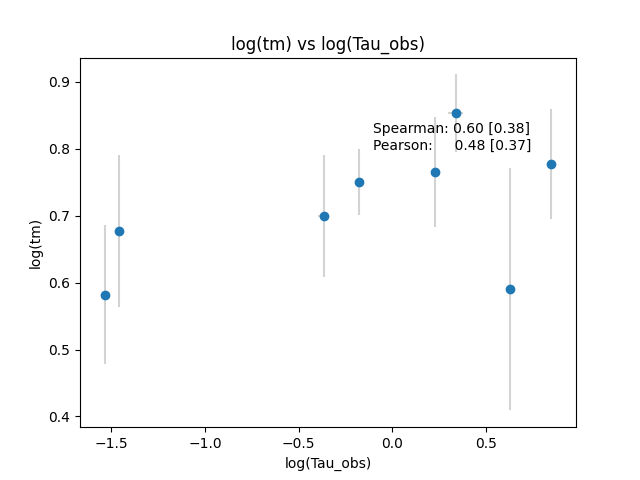 log(tm) vs log(Tau_obs)
0.9
0.8
0.7
0.6
0.5
0.4
log(tm)
Spearman: 0.60 [0.38]
Pearson: 0.48 [0.37]
−1.5 −1.0 −0.5 0.0 0.5
log(Tau_obs)